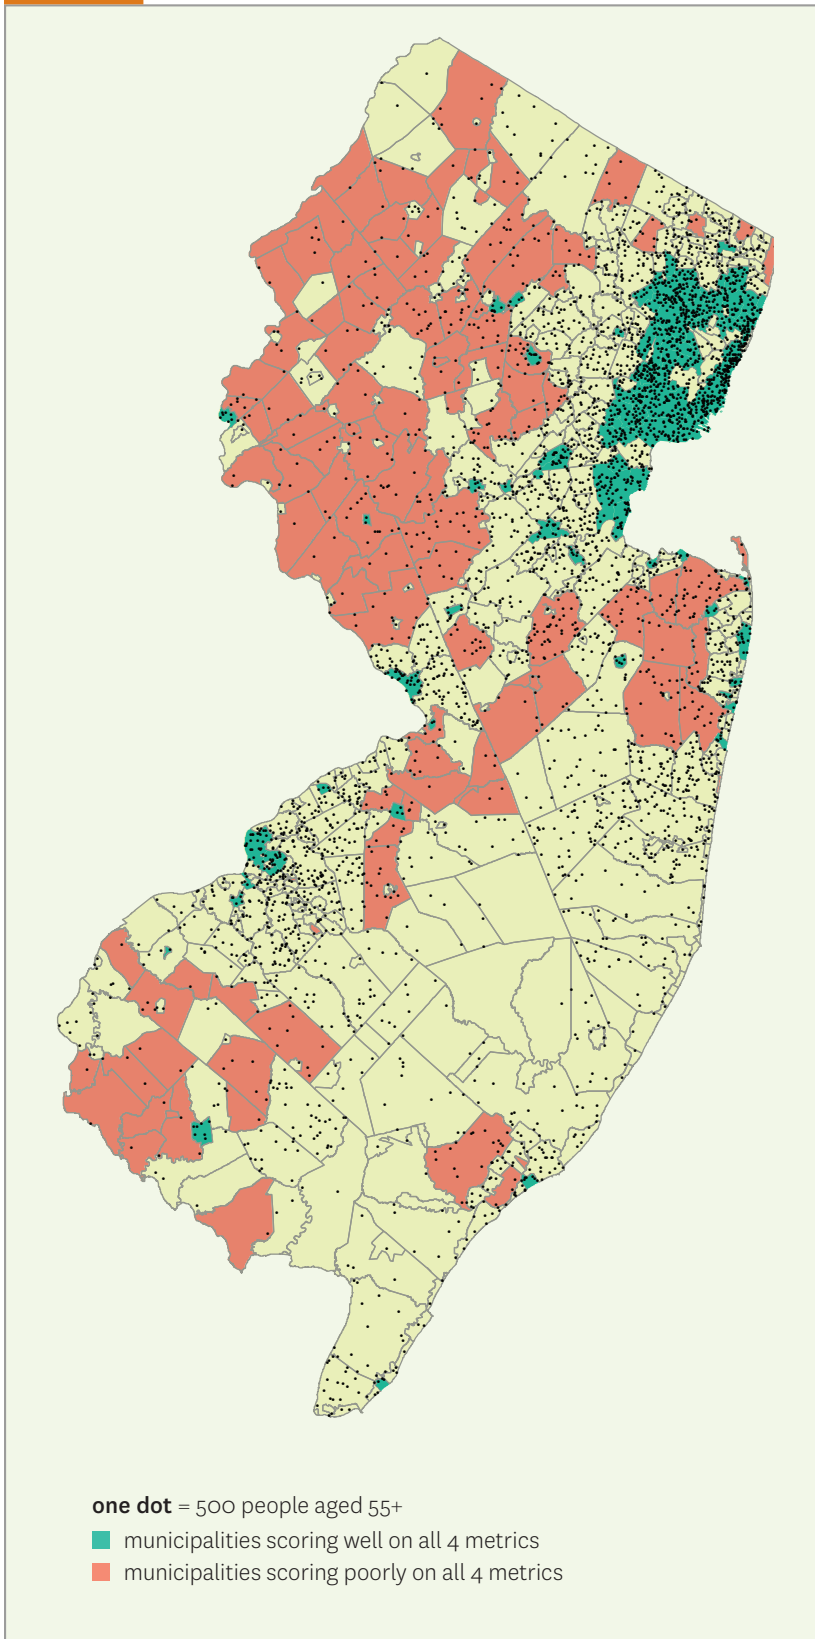 one dot = 500 people aged 55+
municipalities scoring well on all 4 metrics
municipalities scoring poorly on all 4 metrics